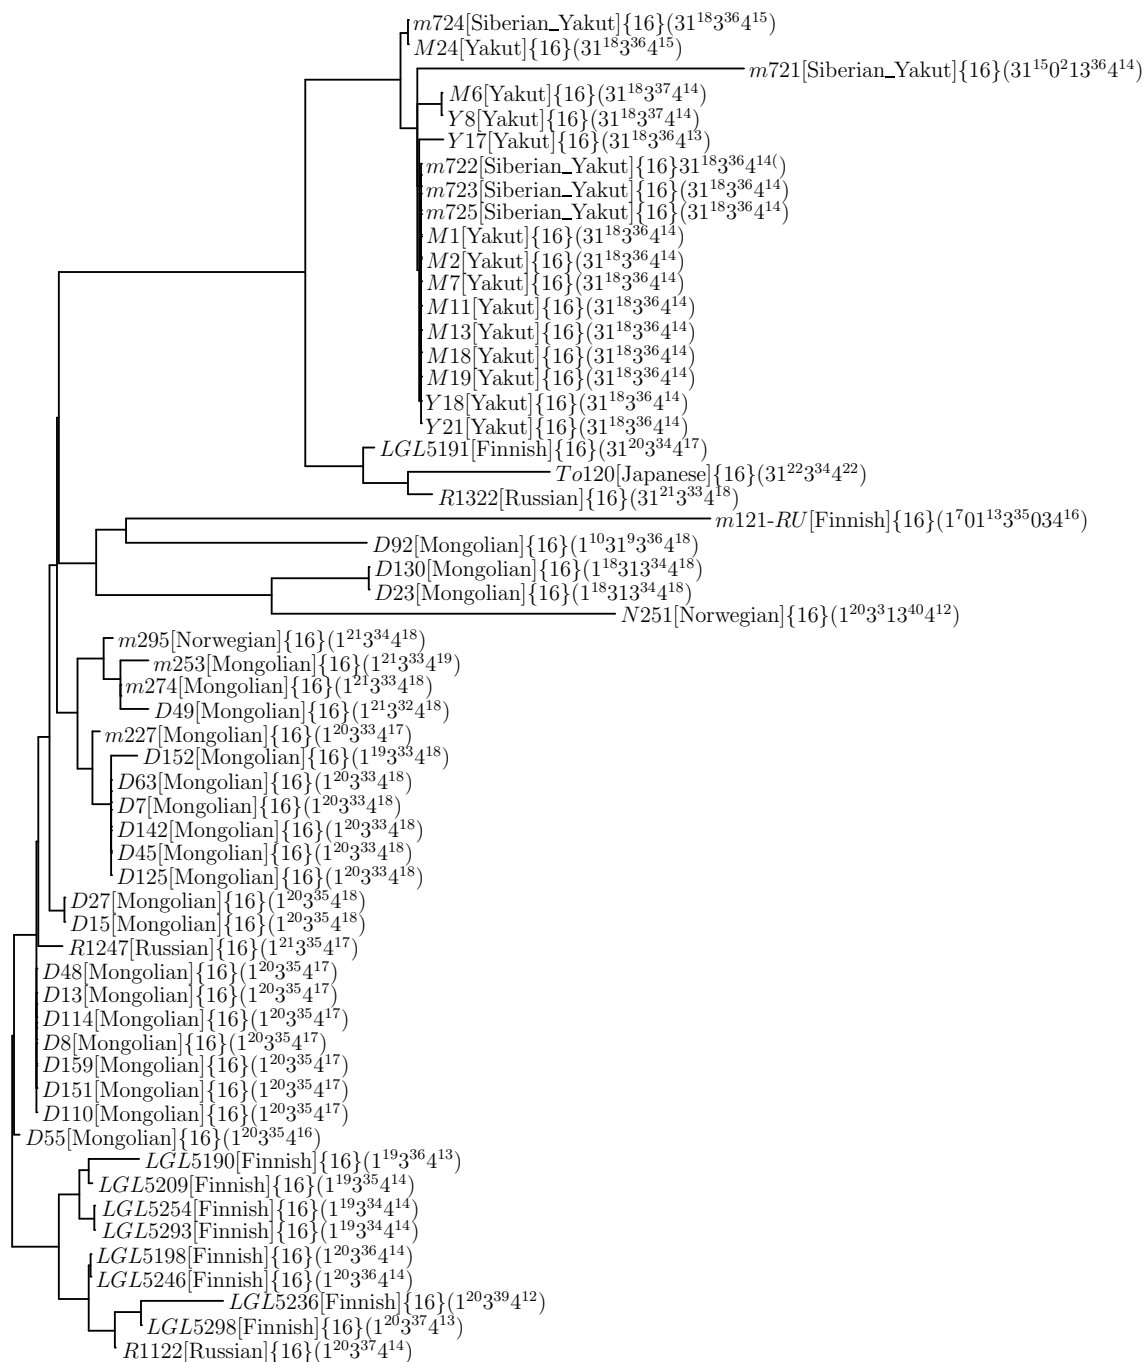 m724[Siberian_Yakut]{16}(31¹⁸3³⁶4¹⁵)
M24[Yakut]{16}(31¹⁸3³⁶4¹⁵)
m721[Siberian_Yakut]{16}(31¹⁵0²13³⁶4¹⁴)
M6[Yakut]{16}(31¹⁸3³⁷4¹⁴)
Y8[Yakut]{16}(31¹⁸3³⁷4¹⁴)
Y17[Yakut]{16}(31¹⁸3³⁶4¹³)
m722[Siberian_Yakut]{16}31¹⁸3³⁶4¹⁴⁽)
m723[Siberian_Yakut]{16}(31¹⁸3³⁶4¹⁴)
m725[Siberian_Yakut]{16}(31¹⁸3³⁶4¹⁴)
M1[Yakut]{16}(31¹⁸3³⁶4¹⁴)
M2[Yakut]{16}(31¹⁸3³⁶4¹⁴)
M7[Yakut]{16}(31¹⁸3³⁶4¹⁴)
M11[Yakut]{16}(31¹⁸3³⁶4¹⁴)
M13[Yakut]{16}(31¹⁸3³⁶4¹⁴)
M18[Yakut]{16}(31¹⁸3³⁶4¹⁴)
M19[Yakut]{16}(31¹⁸3³⁶4¹⁴)
Y18[Yakut]{16}(31¹⁸3³⁶4¹⁴)
Y21[Yakut]{16}(31¹⁸3³⁶4¹⁴)
LGL5191[Finnish]{16}(31²⁰3³⁴4¹⁷)
To120[Japanese]{16}(31²²3³⁴4²²)
R1322[Russian]{16}(31²¹3³³4¹⁸)
m121-RU[Finnish]{16}(1⁷01¹³3³⁵034¹⁶)
D92[Mongolian]{16}(1¹⁰31⁹3³⁶4¹⁸)
D130[Mongolian]{16}(1¹⁸313³⁴4¹⁸)
D23[Mongolian]{16}(1¹⁸313³⁴4¹⁸)
N251[Norwegian]{16}(1²⁰3³13⁴⁰4¹²)
m295[Norwegian]{16}(1²¹3³⁴4¹⁸)
m253[Mongolian]{16}(1²¹3³³4¹⁹)
m274[Mongolian]{16}(1²¹3³³4¹⁸)
D49[Mongolian]{16}(1²¹3³²4¹⁸)
m227[Mongolian]{16}(1²⁰3³³4¹⁷)
D152[Mongolian]{16}(1¹⁹3³³4¹⁸)
D63[Mongolian]{16}(1²⁰3³³4¹⁸)
D7[Mongolian]{16}(1²⁰3³³4¹⁸)
D142[Mongolian]{16}(1²⁰3³³4¹⁸)
D45[Mongolian]{16}(1²⁰3³³4¹⁸)
D125[Mongolian]{16}(1²⁰3³³4¹⁸)
D27[Mongolian]{16}(1²⁰3³⁵4¹⁸)
D15[Mongolian]{16}(1²⁰3³⁵4¹⁸)
R1247[Russian]{16}(1²¹3³⁵4¹⁷)
D48[Mongolian]{16}(1²⁰3³⁵4¹⁷)
D13[Mongolian]{16}(1²⁰3³⁵4¹⁷)
D114[Mongolian]{16}(1²⁰3³⁵4¹⁷)
D8[Mongolian]{16}(1²⁰3³⁵4¹⁷)
D159[Mongolian]{16}(1²⁰3³⁵4¹⁷)
D151[Mongolian]{16}(1²⁰3³⁵4¹⁷)
D110[Mongolian]{16}(1²⁰3³⁵4¹⁷)
D55[Mongolian]{16}(1²⁰3³⁵4¹⁶)
LGL5190[Finnish]{16}(1¹⁹3³⁶4¹³)
LGL5209[Finnish]{16}(1¹⁹3³⁵4¹⁴)
LGL5254[Finnish]{16}(1¹⁹3³⁴4¹⁴)
LGL5293[Finnish]{16}(1¹⁹3³⁴4¹⁴)
LGL5198[Finnish]{16}(1²⁰3³⁶4¹⁴)
LGL5246[Finnish]{16}(1²⁰3³⁶4¹⁴)
LGL5236[Finnish]{16}(1²⁰3³⁹4¹²)
LGL5298[Finnish]{16}(1²⁰3³⁷4¹³)
R1122[Russian]{16}(1²⁰3³⁷4¹⁴)